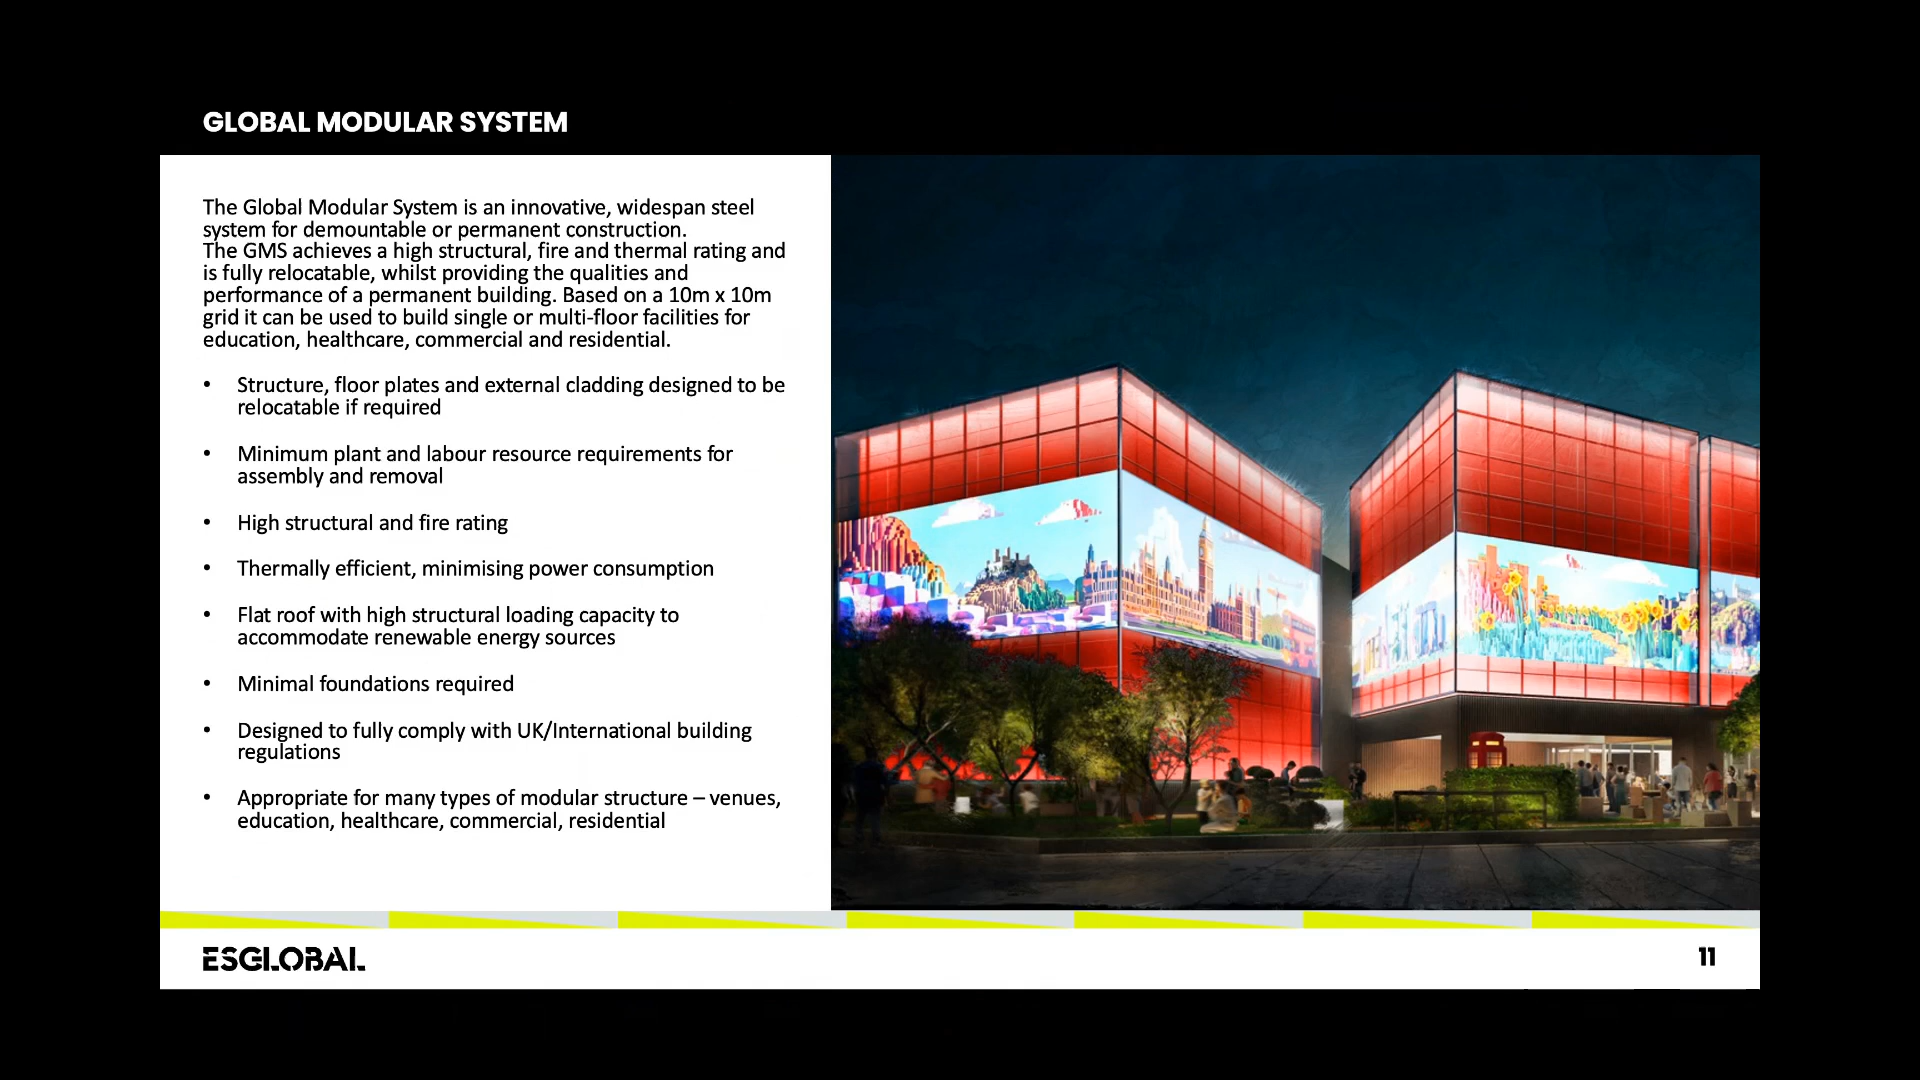 GLOBAL MODULAR SYSTEM
The Global Modular System is an innovative, widespan steel
system for demountable or permanent construction.
The GMS achieves a high structural, fire and thermal rating and
is fully relocatable, whilst providing the qualities and
performance of a permanent building. Based on a 10m x 10m
grid it can be used to build single or multi-floor facilities for
education, healthcare, commercial and residential.
• Structure, floor plates and external cladding designed to be
relocatable if required
• Minimum plant and labour resource requirements for
assembly and removal
• High structural and fire rating
• Thermally efficient, minimising power consumption
• Flat roof with high structural loading capacity to
accommodate renewable energy sources
• Minimal foundations required
• Designed to fully comply with UK/International building
regulations
• Appropriate for many types of modular structure – venues,
education, healthcare, commercial, residential
ESGLOBAL
11